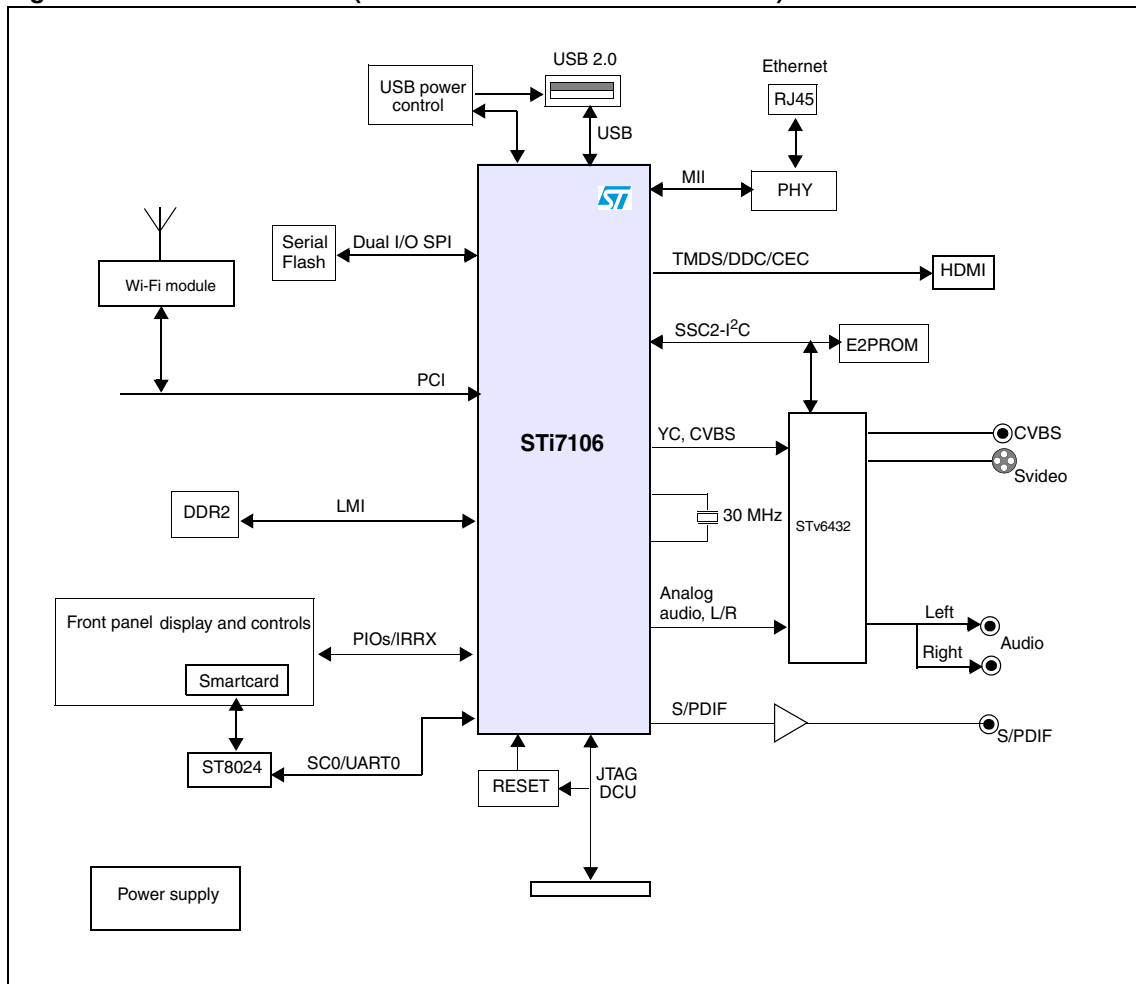 USB 2.0
Ethernet
USB power
control
RJ45
USB
MII
PHY
ST
Serial
Flash
Dual I/O SPI
TMDS/DDC/CEC
HDMI
Wi-Fi module
SSC2-I²C
E2PROM
PCI
STi7106
YC, CVBS
CVBS
Svideo
DDR2
LMI
30 MHz
STv6432
Analog
audio, L/R
Left
Right
Audio
Front panel display and controls
PIOs/IRRX
Smartcard
S/PDIF
S/PDIF
ST8024
SC0/UART0
RESET
JTAG
DCU
Power supply